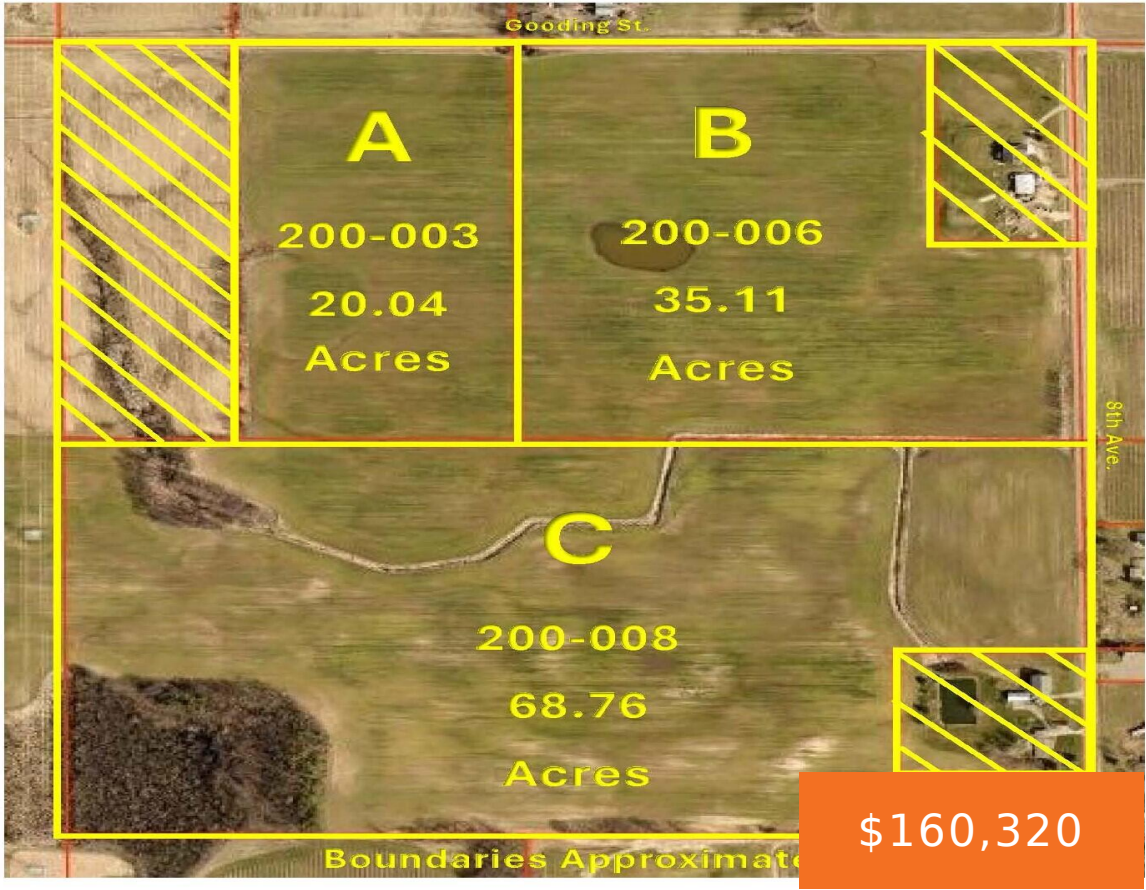 Gooding St.
A
200-003
20.04
Acres
B
200-006
35.11
Acres
8th Ave.
C
200-008
68.76
Acres
Boundaries Approximate
$160,320